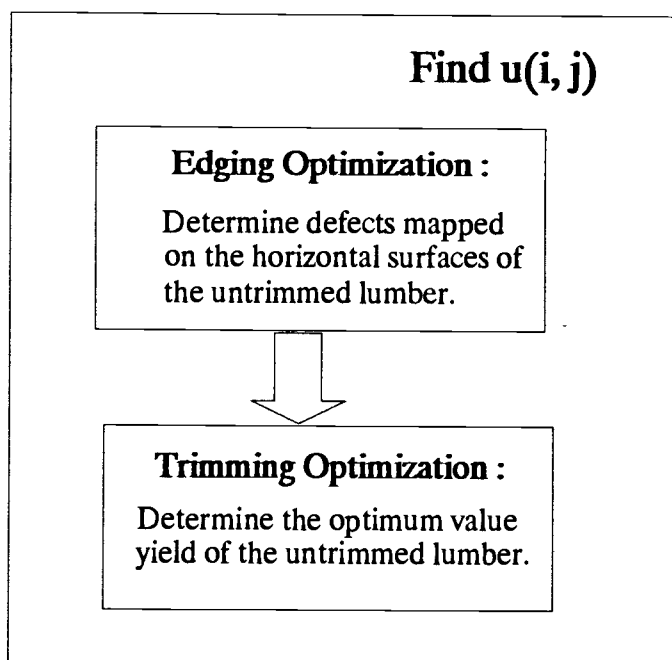 Find u(i, j)
Edging Optimization :
Determine defects mapped
on the horizontal surfaces of
the untrimmed lumber.
Trimming Optimization :
Determine the optimum value
yield of the untrimmed lumber.